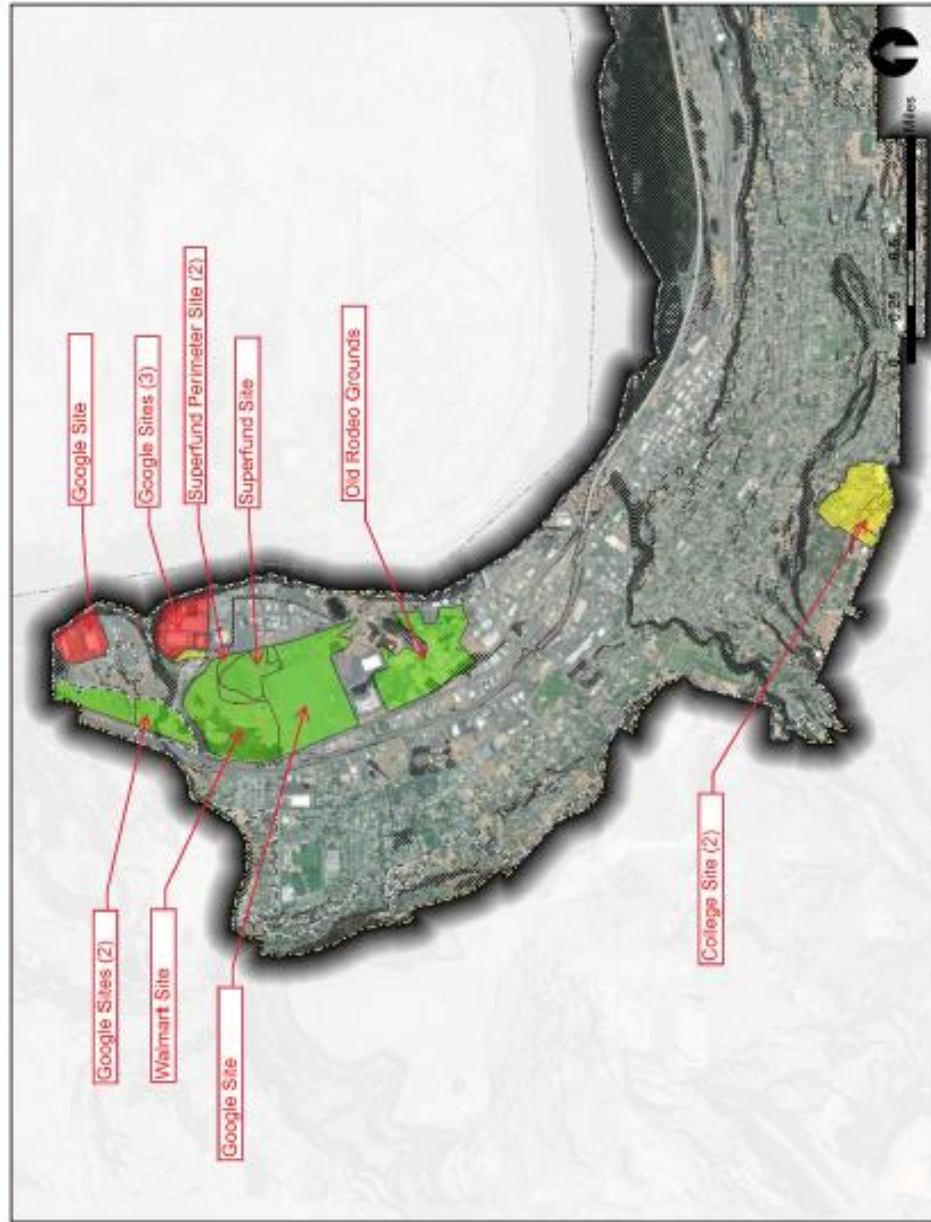 Google Site
Google Sites (3)
Superfund Perimeter Site (2)
Superfund Site
Old Rodeo Grounds
Google Sites (2)
Walmart Site
Google Site
College Site (2)
0.25
0.5
Miles